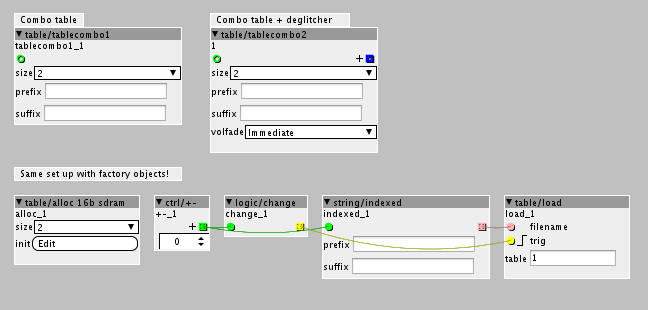 Combo table
Combo table + deglitcher
table/tablecombo1
tablecombo1_1
size 2
prefix
suffix
table/tablecombo2
1
+
size 2
prefix
suffix
volfade Immediate
Same set up with factory objects!
table/alloc 16b sdram
alloc_1
size 2
init Edit
ctrl/+-
+-_1
+
0
logic/change
change_1
string/indexed
indexed_1
prefix
suffix
table/load
load_1
filename
trig
table 1